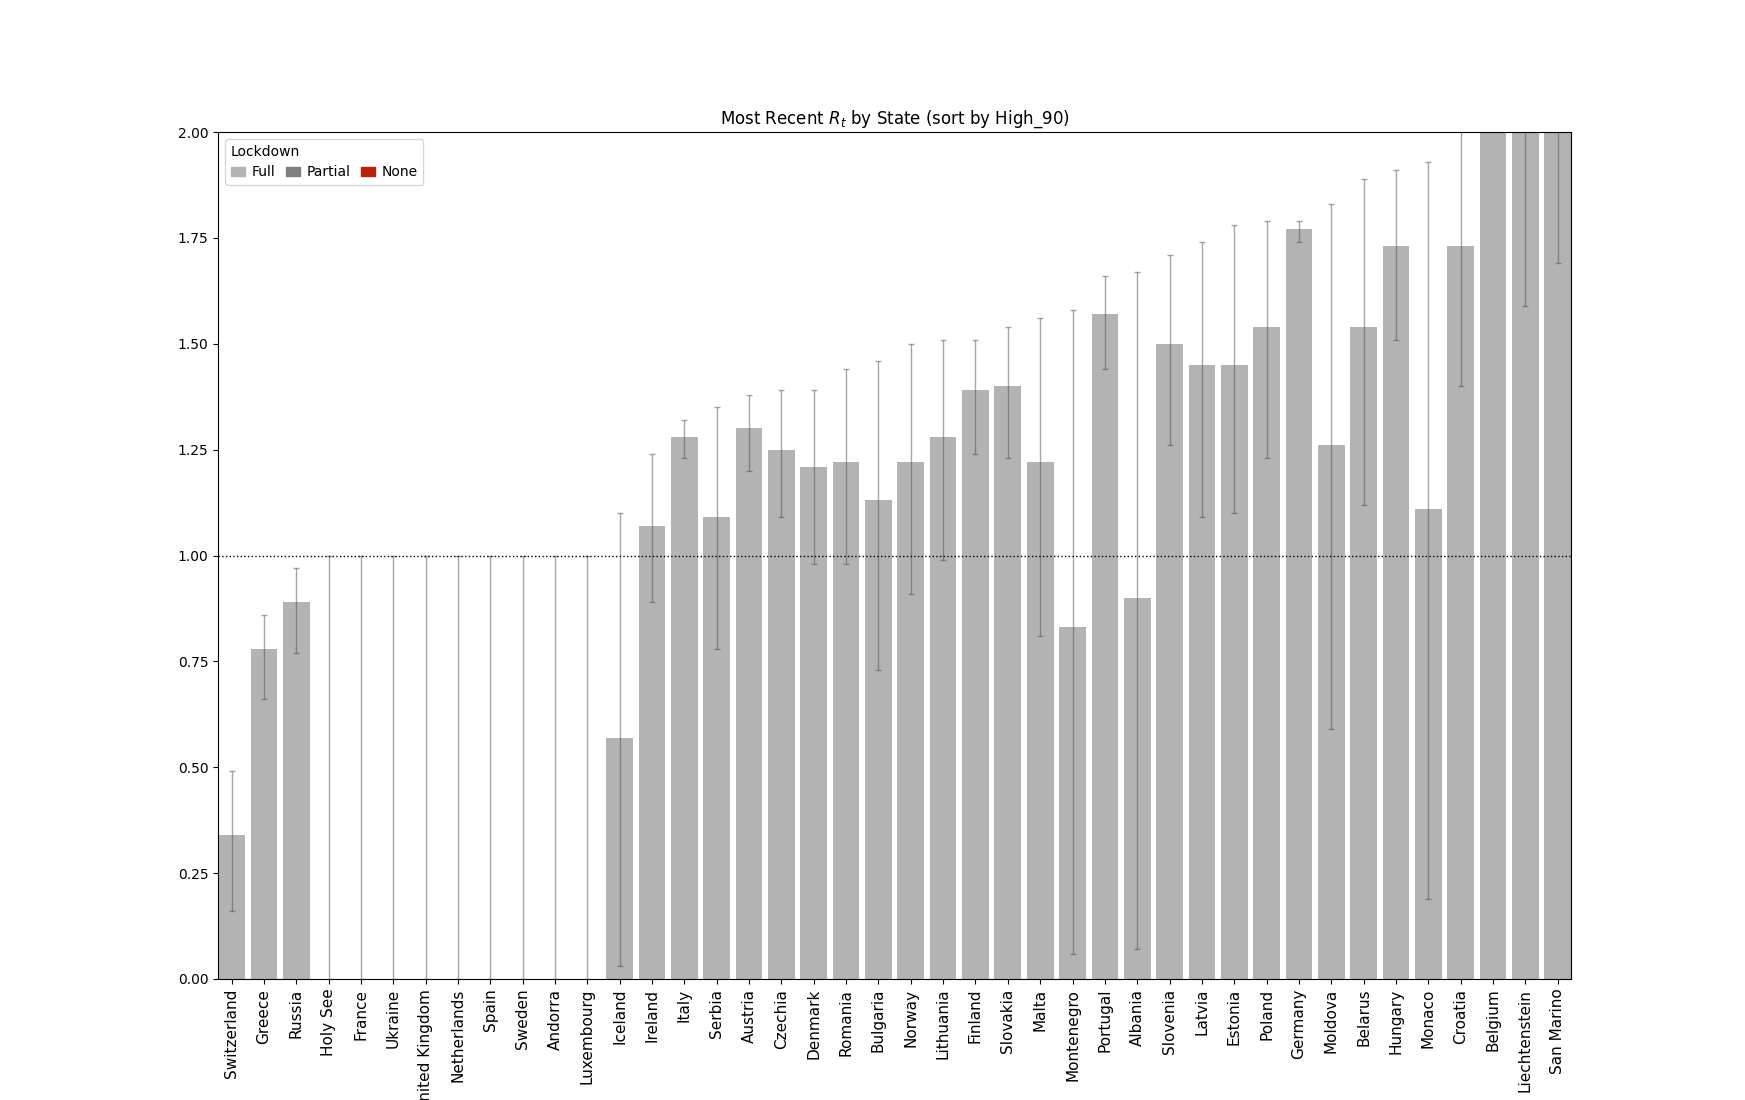 Most Recent R_t by State (sort by High_90)
Lockdown
Full Partial None
2.00
1.75
1.50
1.25
1.00
0.75
0.50
0.25
0.00
Switzerland
Greece
Russia
Holy See
France
Ukraine
nited Kingdom
Netherlands
Spain
Sweden
Andorra
Luxembourg
Iceland
Ireland
Italy
Serbia
Austria
Czechia
Denmark
Romania
Bulgaria
Norway
Lithuania
Finland
Slovakia
Malta
Montenegro
Portugal
Albania
Slovenia
Latvia
Estonia
Poland
Germany
Moldova
Belarus
Hungary
Monaco
Croatia
Belgium
Liechtenstein
San Marino